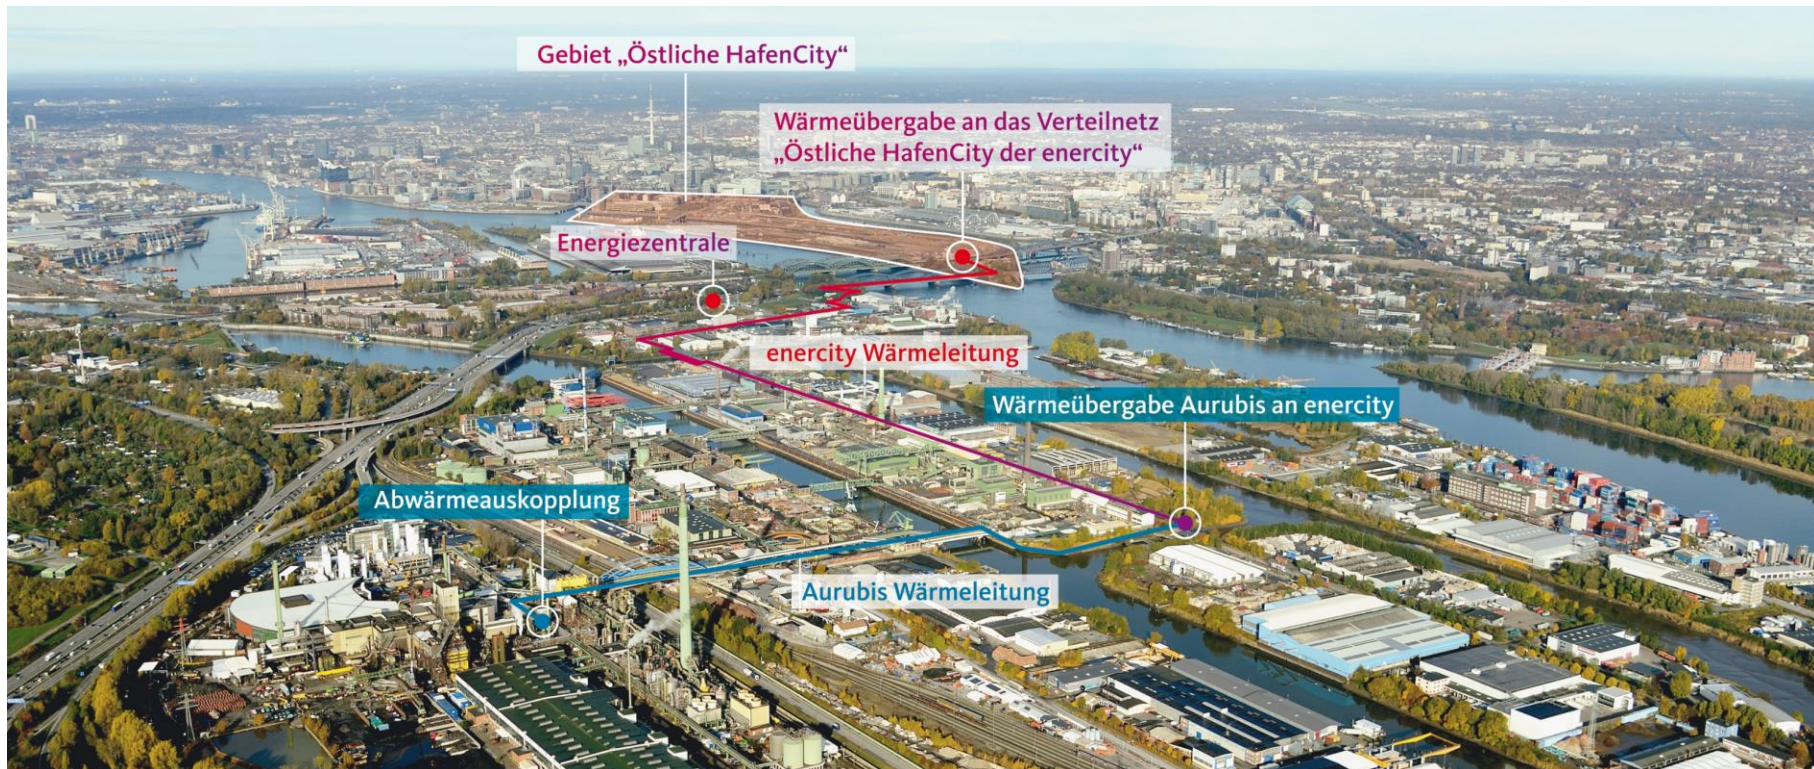 Gebiet „Östliche HafenCity“
Wärmeübergabe an das Verteilnetz
„Östliche HafenCity der enercity“
Energiezentrale
enercity Wärmeleitung
Wärmeübergabe Aurubis an enercity
Abwärmeauskopplung
Aurubis Wärmeleitung